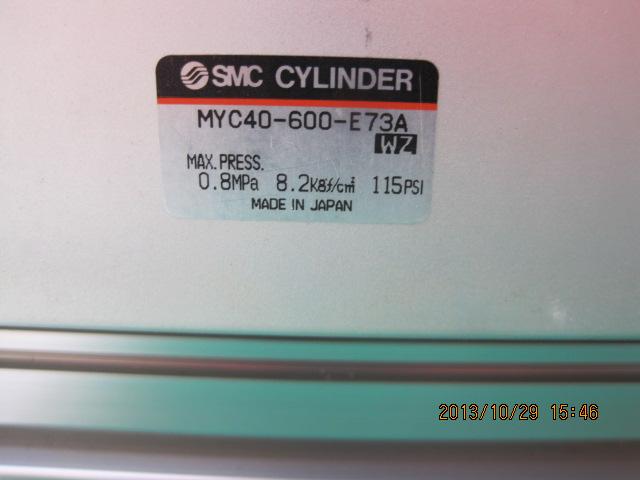 SMC CYLINDER
MYC40-600-E73A
WZ
MAX.PRESS.
0.8MPa 8.2kgf/cm² 115PSI
MADE IN JAPAN
2013/10/29 15:46